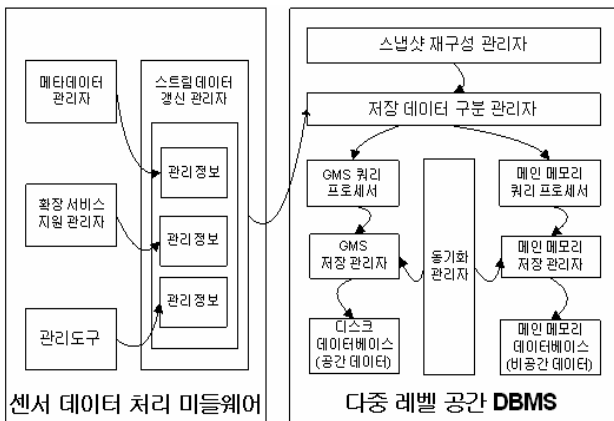 메타데이터
관리자
확장 서비스
지원 관리자
관리도구
스트림 데이터
갱신 관리자
관리정보
관리정보
관리정보
센서 데이터 처리 미들웨어
스냅샷 재구성 관리자
저장 데이터 구분 관리자
GMS 쿼리
프로세서
메인 메모리
쿼리 프로세서
GMS
저장 관리자
동기화
관리자
메인 메모리
저장 관리자
디스크
데이터베이스
(공간 데이터)
메인 메모리
데이터베이스
(비공간 데이터)
다중 레벨 공간 DBMS